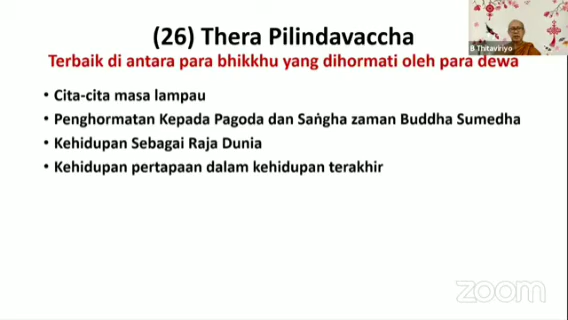 (26) Thera Pilindavaccha
Terbaik di antara para bhikkhu yang dihormati oleh para dewa
• Cita-cita masa lampau
• Penghormatan Kepada Pagoda dan Saṅgha zaman Buddha Sumedha
• Kehidupan Sebagai Raja Dunia
• Kehidupan pertapaan dalam kehidupan terakhir
B Thitaviriyo
zoom